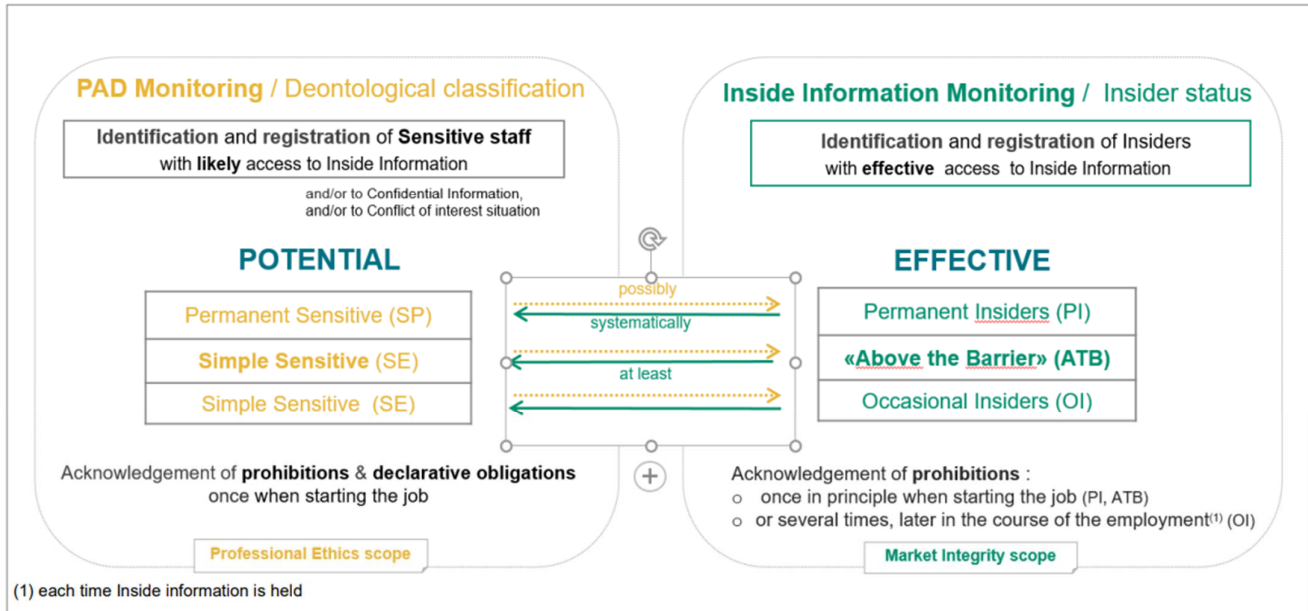 PAD Monitoring / Deontological classification
Identification and registration of Sensitive staff
with likely access to Inside Information
and/or to Confidential Information,
and/or to Conflict of interest situation
POTENTIAL
Permanent Sensitive (SP)
Simple Sensitive (SE)
Simple Sensitive (SE)
Acknowledgement of prohibitions & declarative obligations
once when starting the job
Professional Ethics scope
possibly
systematically
at least
Inside Information Monitoring / Insider status
Identification and registration of Insiders
with effective access to Inside Information
EFFECTIVE
Permanent Insiders (PI)
«Above the Barrier» (ATB)
Occasional Insiders (OI)
Acknowledgement of prohibitions :
o once in principle when starting the job (PI, ATB)
o or several times, later in the course of the employment(1) (OI)
Market Integrity scope
(1) each time Inside information is held